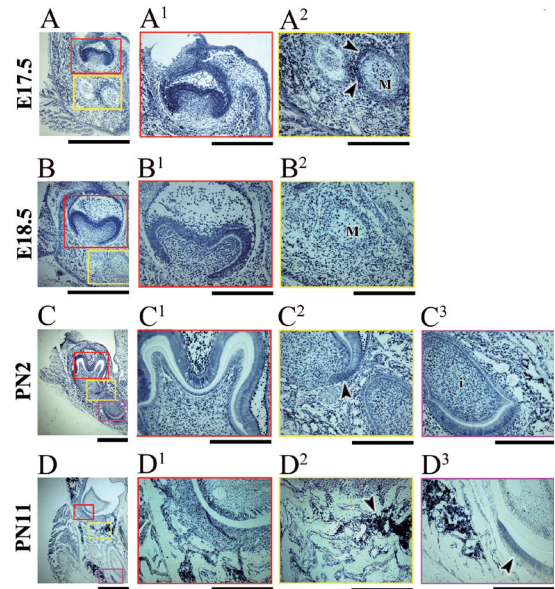 A A1 A2
E17.5
M
B B1 B2
E18.5
M
C C1 C2 C3
PN2
i
D D1 D2 D3
PN11